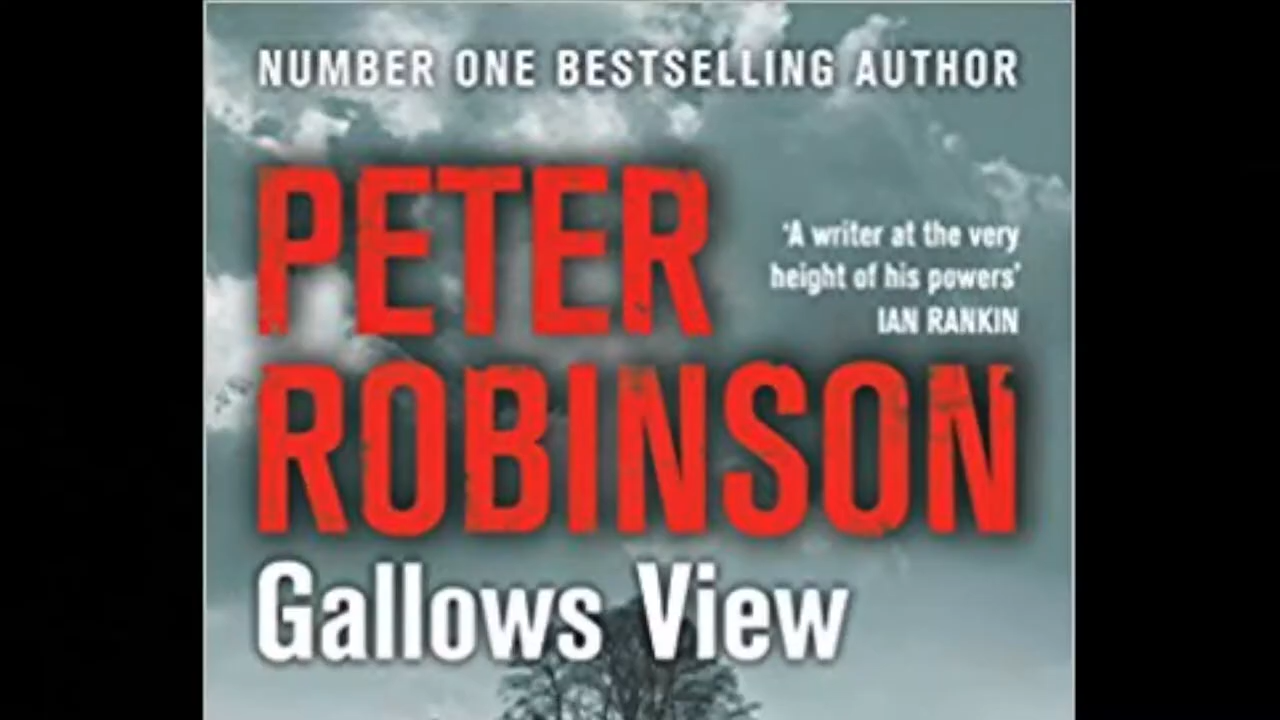 NUMBER ONE BESTSELLING AUTHOR
PETER
ROBINSON
'A writer at the very
height of his powers'
IAN RANKIN
Gallows View